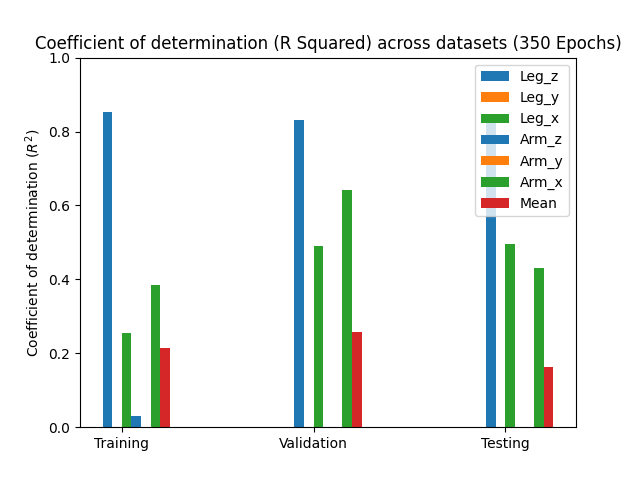 Coefficient of determination (R Squared) across datasets (350 Epochs)
Coefficient of determination (R²)
1.0
0.8
0.6
0.4
0.2
0.0
Training
Validation
Testing
Leg_z
Leg_y
Leg_x
Arm_z
Arm_y
Arm_x
Mean